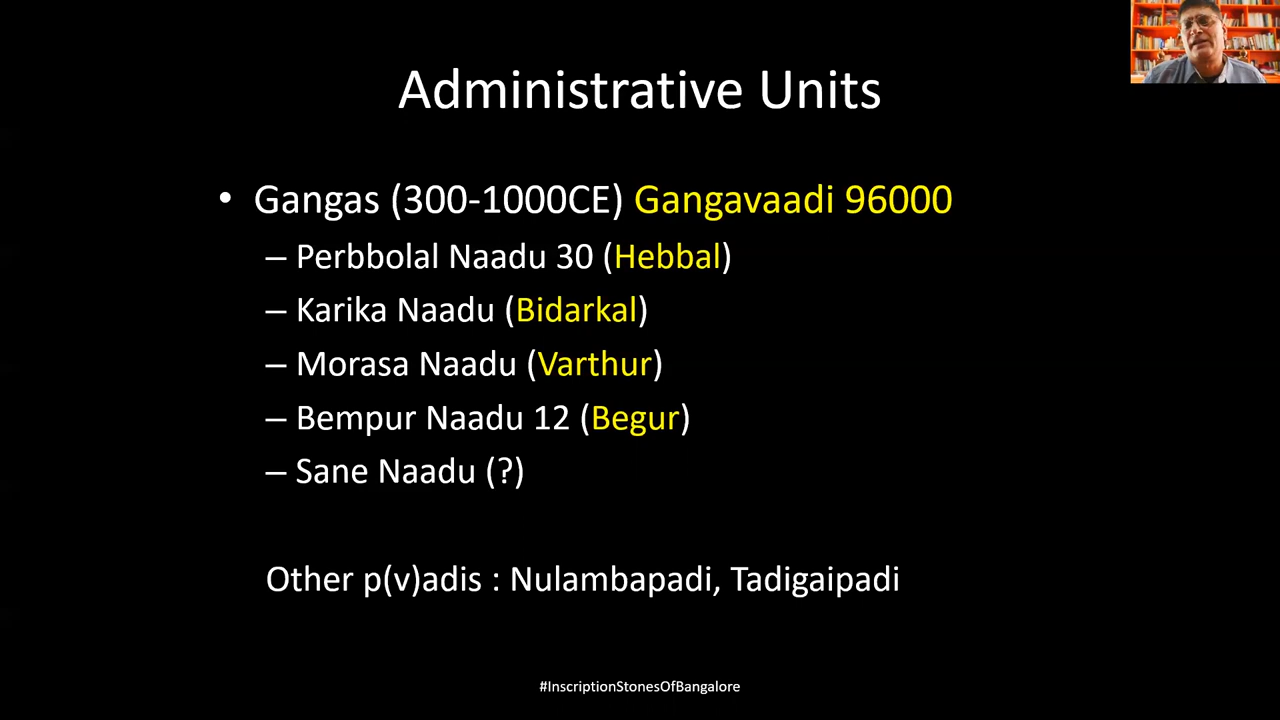 Administrative Units
• Gangas (300-1000CE) Gangavaadi 96000
– Perbbolal Naadu 30 (Hebbal)
– Karika Naadu (Bidarkal)
– Morasa Naadu (Varthur)
– Bempur Naadu 12 (Begur)
– Sane Naadu (?)
Other p(v)adis : Nulambapadi, Tadigaipadi
#InscriptionStonesOfBangalore